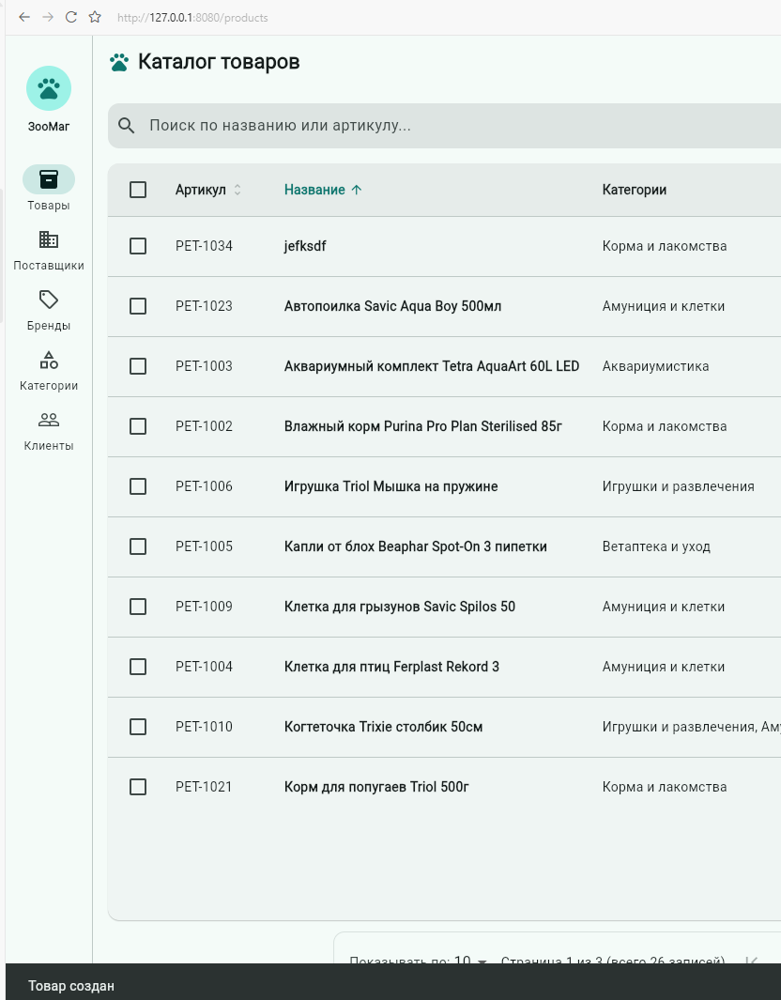 http://127.0.0.1:8080/products
Каталог товаров
ЗооМаг
Поиск по названию или артикулу...
Товары
Поставщики
Бренды
Категории
Клиенты
Артикул Название Категории
PET-1034 jefksdf Корма и лакомства
PET-1023 Автопоилка Savic Aqua Boy 500мл Амуниция и клетки
PET-1003 Аквариумный комплект Tetra AquaArt 60L LED Аквариумистика
PET-1002 Влажный корм Purina Pro Plan Sterilised 85г Корма и лакомства
PET-1006 Игрушка Triol Мышка на пружине Игрушки и развлечения
PET-1005 Капли от блох Beaphar Spot-On 3 пипетки Ветаптека и уход
PET-1009 Клетка для грызунов Savic Spilos 50 Амуниция и клетки
PET-1004 Клетка для птиц Ferplast Rekord 3 Амуниция и клетки
PET-1010 Когтеточка Trixie столбик 50см Игрушки и развлечения, Аму
PET-1021 Корм для попугаев Triol 500г Корма и лакомства
Показывать по: 10 Страница 1 из 3 (всего 26 записей)
Товар создан